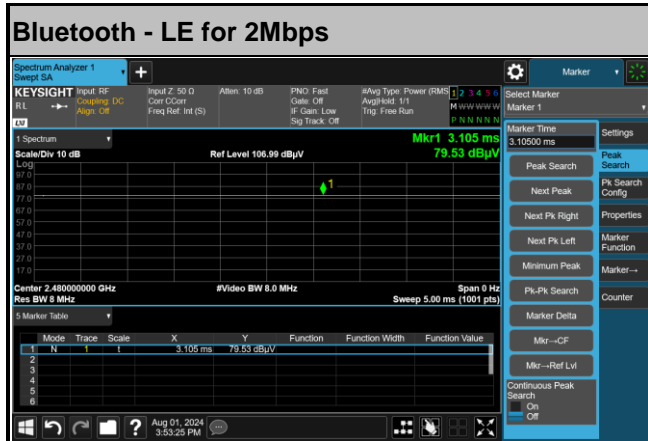 Bluetooth - LE for 2Mbps
Spectrum Analyzer 1
Swept SA
Marker
KEYSIGHT Input: RF Input Z: 50 Ω Atten: 10 dB PNO: Fast #Avg Type: Power (RMS 1 2 3 4 5 6
RL Coupling: DC Corr CCorr Gate: Off Avg|Hold: 1/1 M W W W W W
Align: Off Freq Ref: Int (S) IF Gain: Low Trig: Free Run
LXI Sig Track: Off P N N N N N
Select Marker
Marker 1
1 Spectrum
Mkr1 3.105 ms
Scale/Div 10 dB Ref Level 106.99 dBµV 79.53 dBµV
Log
97.0
87.0
77.0
67.0
57.0
47.0
37.0
27.0
17.0
1
Center 2.480000000 GHz #Video BW 8.0 MHz Span 0 Hz
Res BW 8 MHz Sweep 5.00 ms (1001 pts)
5 Marker Table
Mode Trace Scale X Y Function Function Width Function Value
1 N 1 t 3.105 ms 79.53 dBµV
2
3
4
5
6
Marker Time
3.10500 ms
Peak Search
Next Peak
Next Pk Right
Next Pk Left
Minimum Peak
Pk-Pk Search
Marker Delta
Mkr→CF
Mkr→Ref Lvl
Continuous Peak
Search
On
Off
Settings
Peak
Search
Pk Search
Config
Properties
Marker
Function
Marker→
Counter
?
Aug 01, 2024
3:53:25 PM